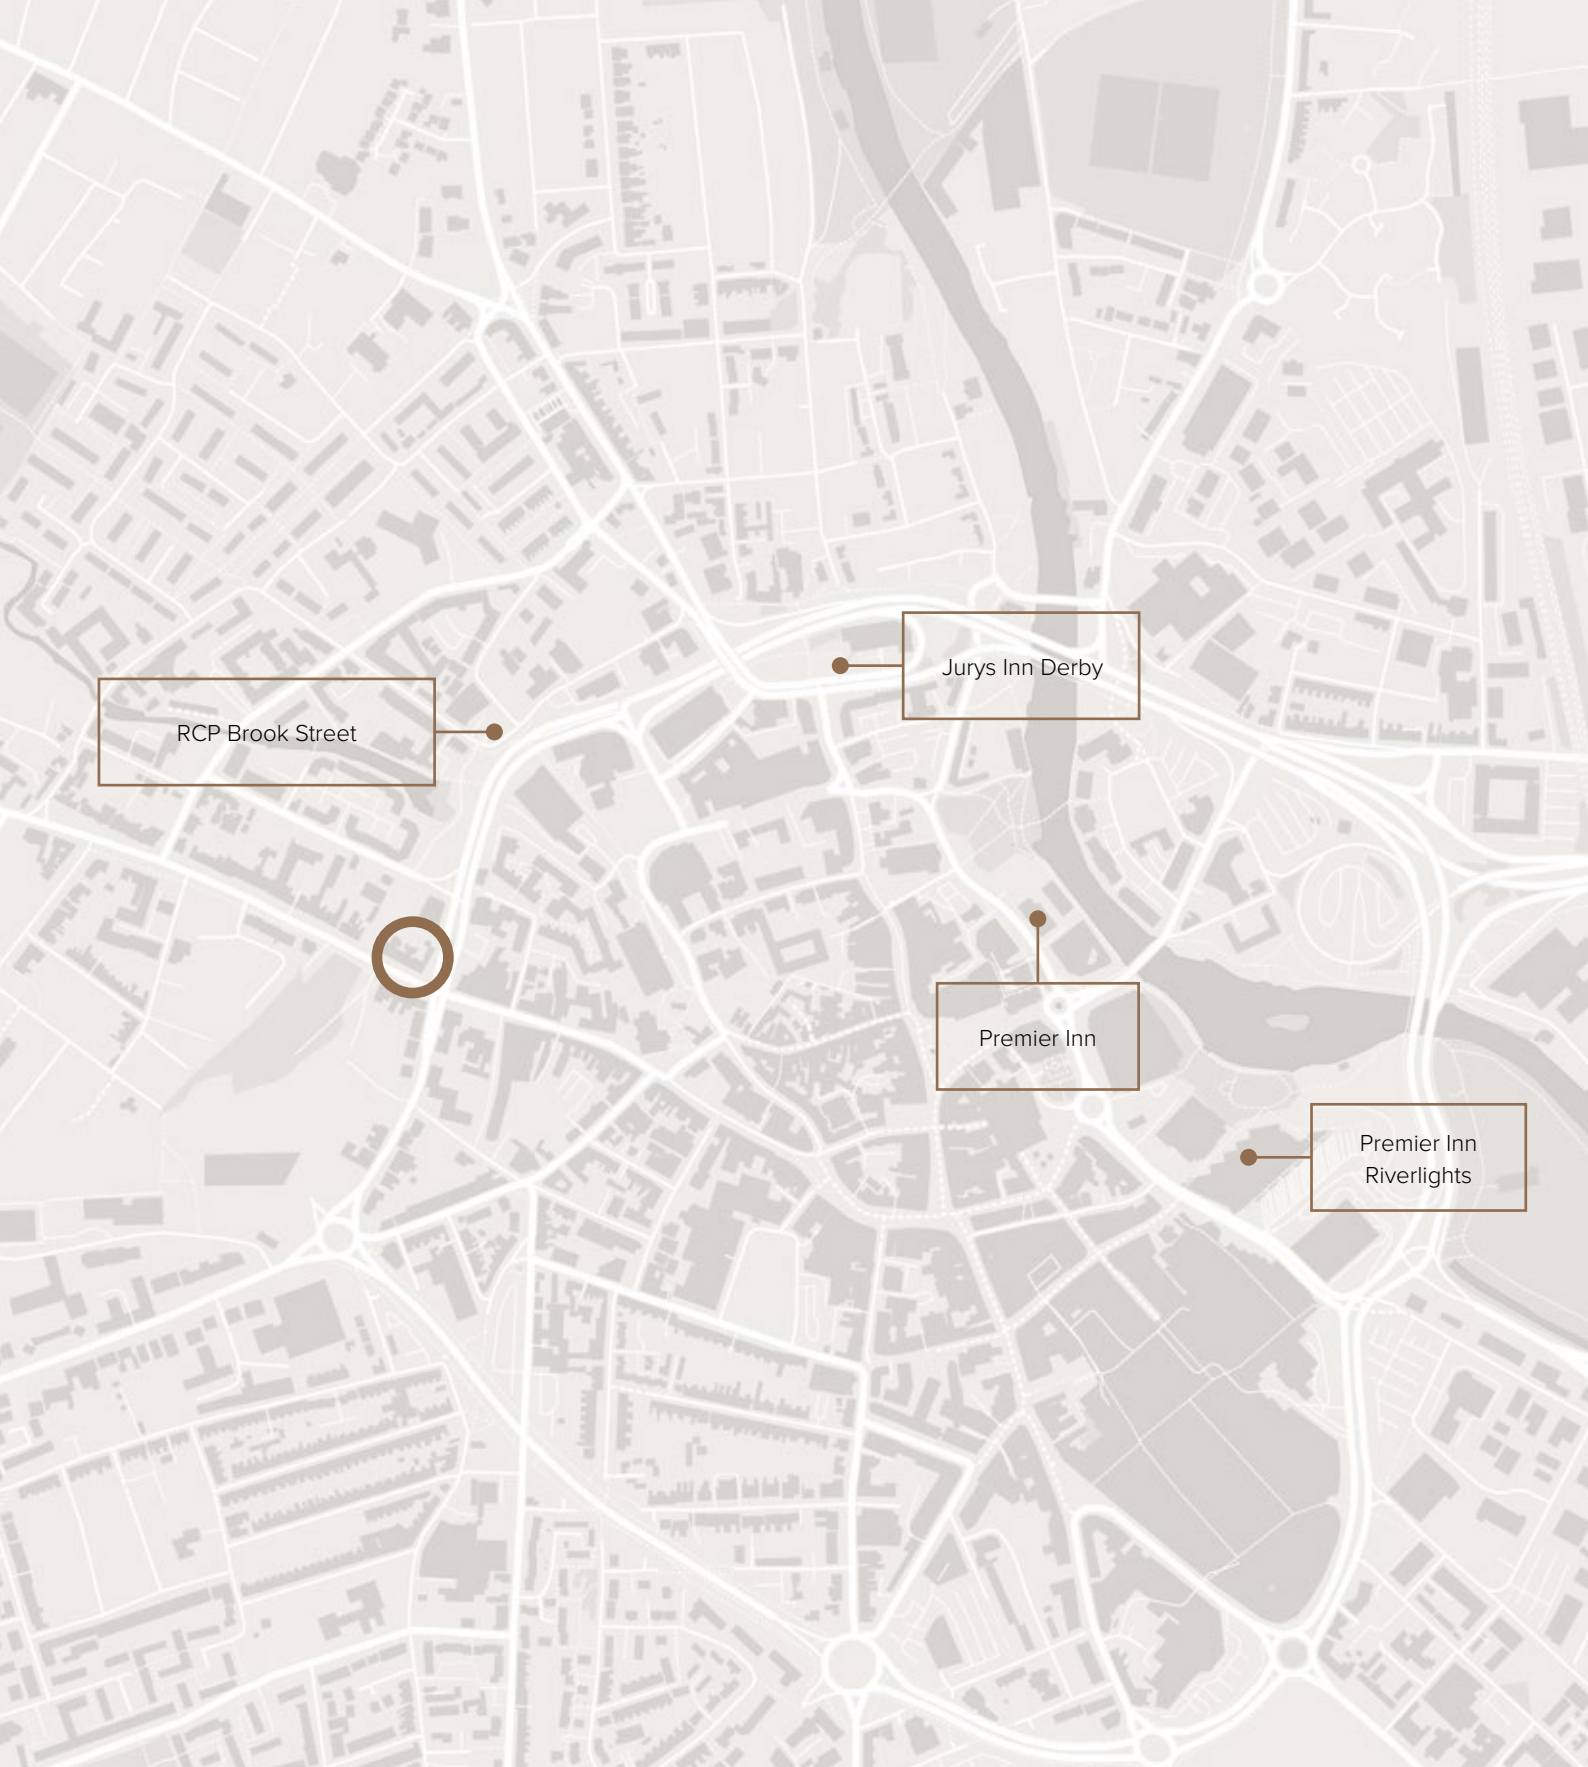 Jurys Inn Derby
RCP Brook Street
Premier Inn
Premier Inn
Riverlights